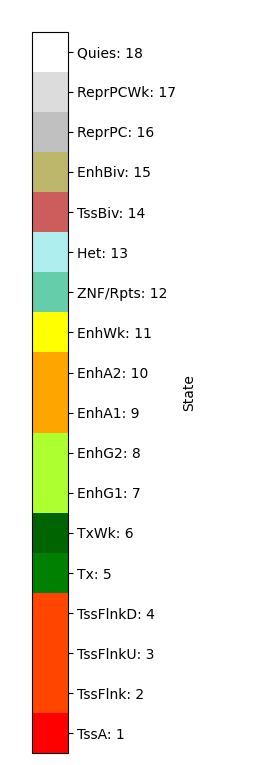 Quies: 18
ReprPCWk: 17
ReprPC: 16
EnhBiv: 15
TssBiv: 14
Het: 13
ZNF/Rpts: 12
EnhWk: 11
EnhA2: 10
EnhA1: 9
EnhG2: 8
EnhG1: 7
TxWk: 6
Tx: 5
TssFlnkD: 4
TssFlnkU: 3
TssFlnk: 2
TssA: 1
State